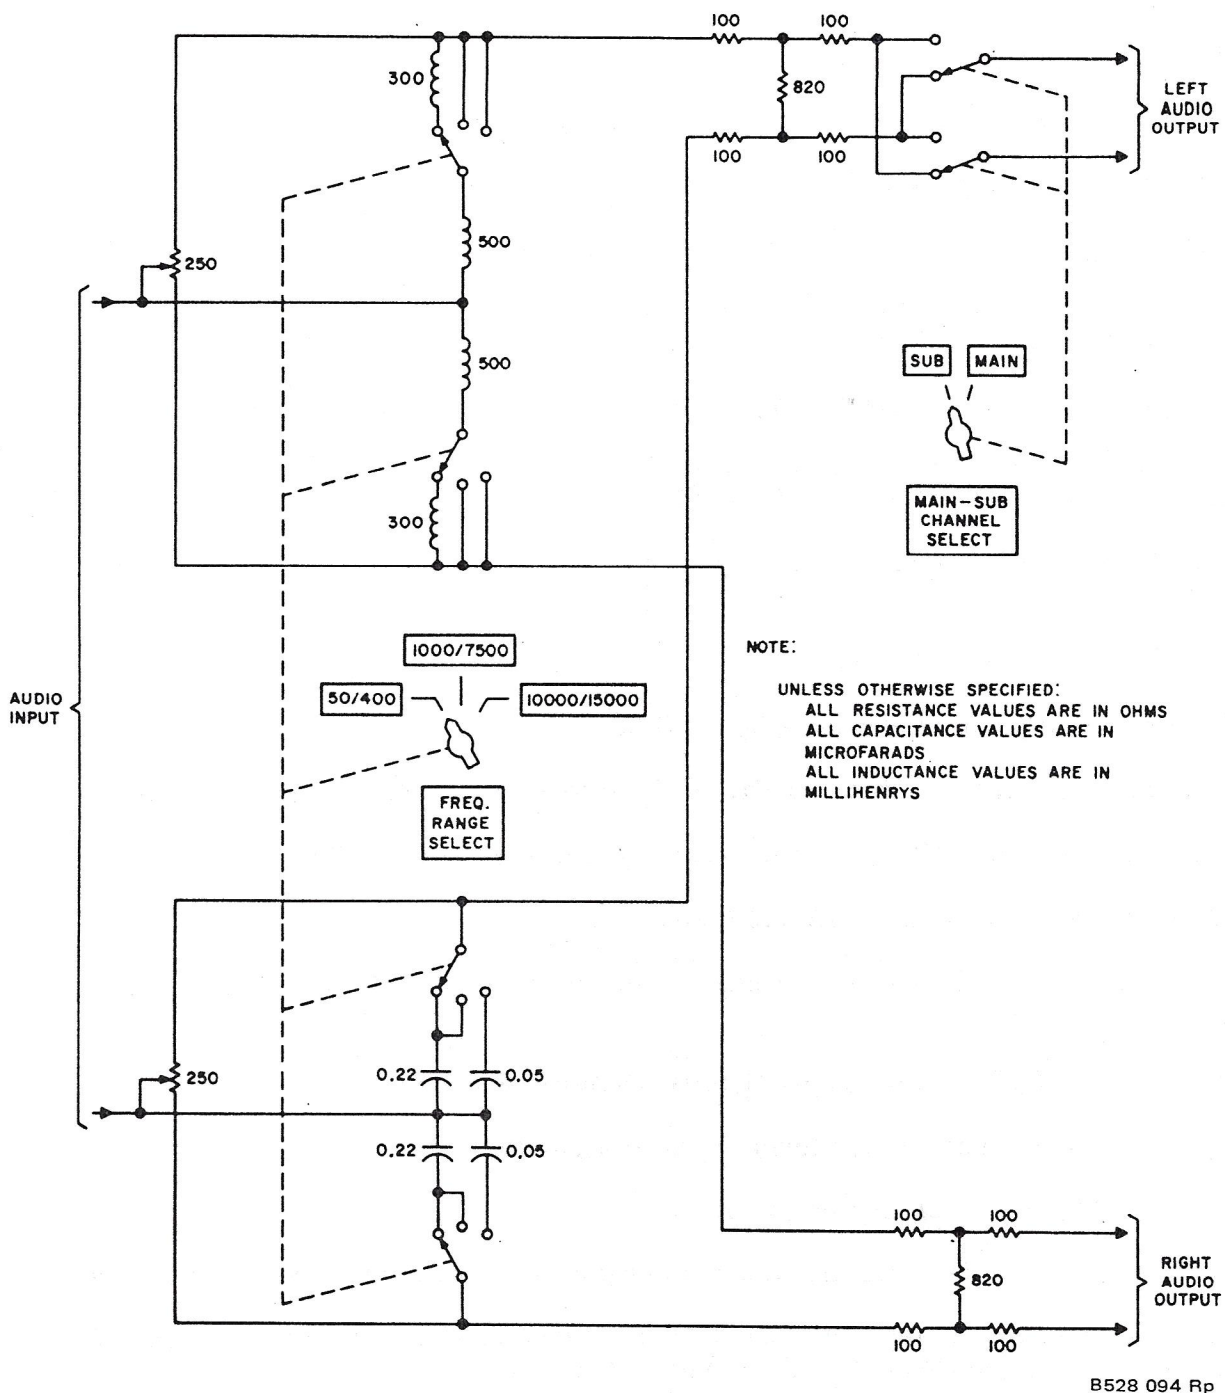 100
100
300
820
LEFT
AUDIO
OUTPUT
100
100
500
250
500
SUB
MAIN
MAIN-SUB
CHANNEL
SELECT
300
1000/7500
50/400
10000/15000
FREQ.
RANGE
SELECT
NOTE:
UNLESS OTHERWISE SPECIFIED:
ALL RESISTANCE VALUES ARE IN OHMS
ALL CAPACITANCE VALUES ARE IN
MICROFARADS
ALL INDUCTANCE VALUES ARE IN
MILLIHENRYS
AUDIO
INPUT
250
0.22
0.05
0.22
0.05
100
100
820
RIGHT
AUDIO
OUTPUT
100
100
B528 094 Rp